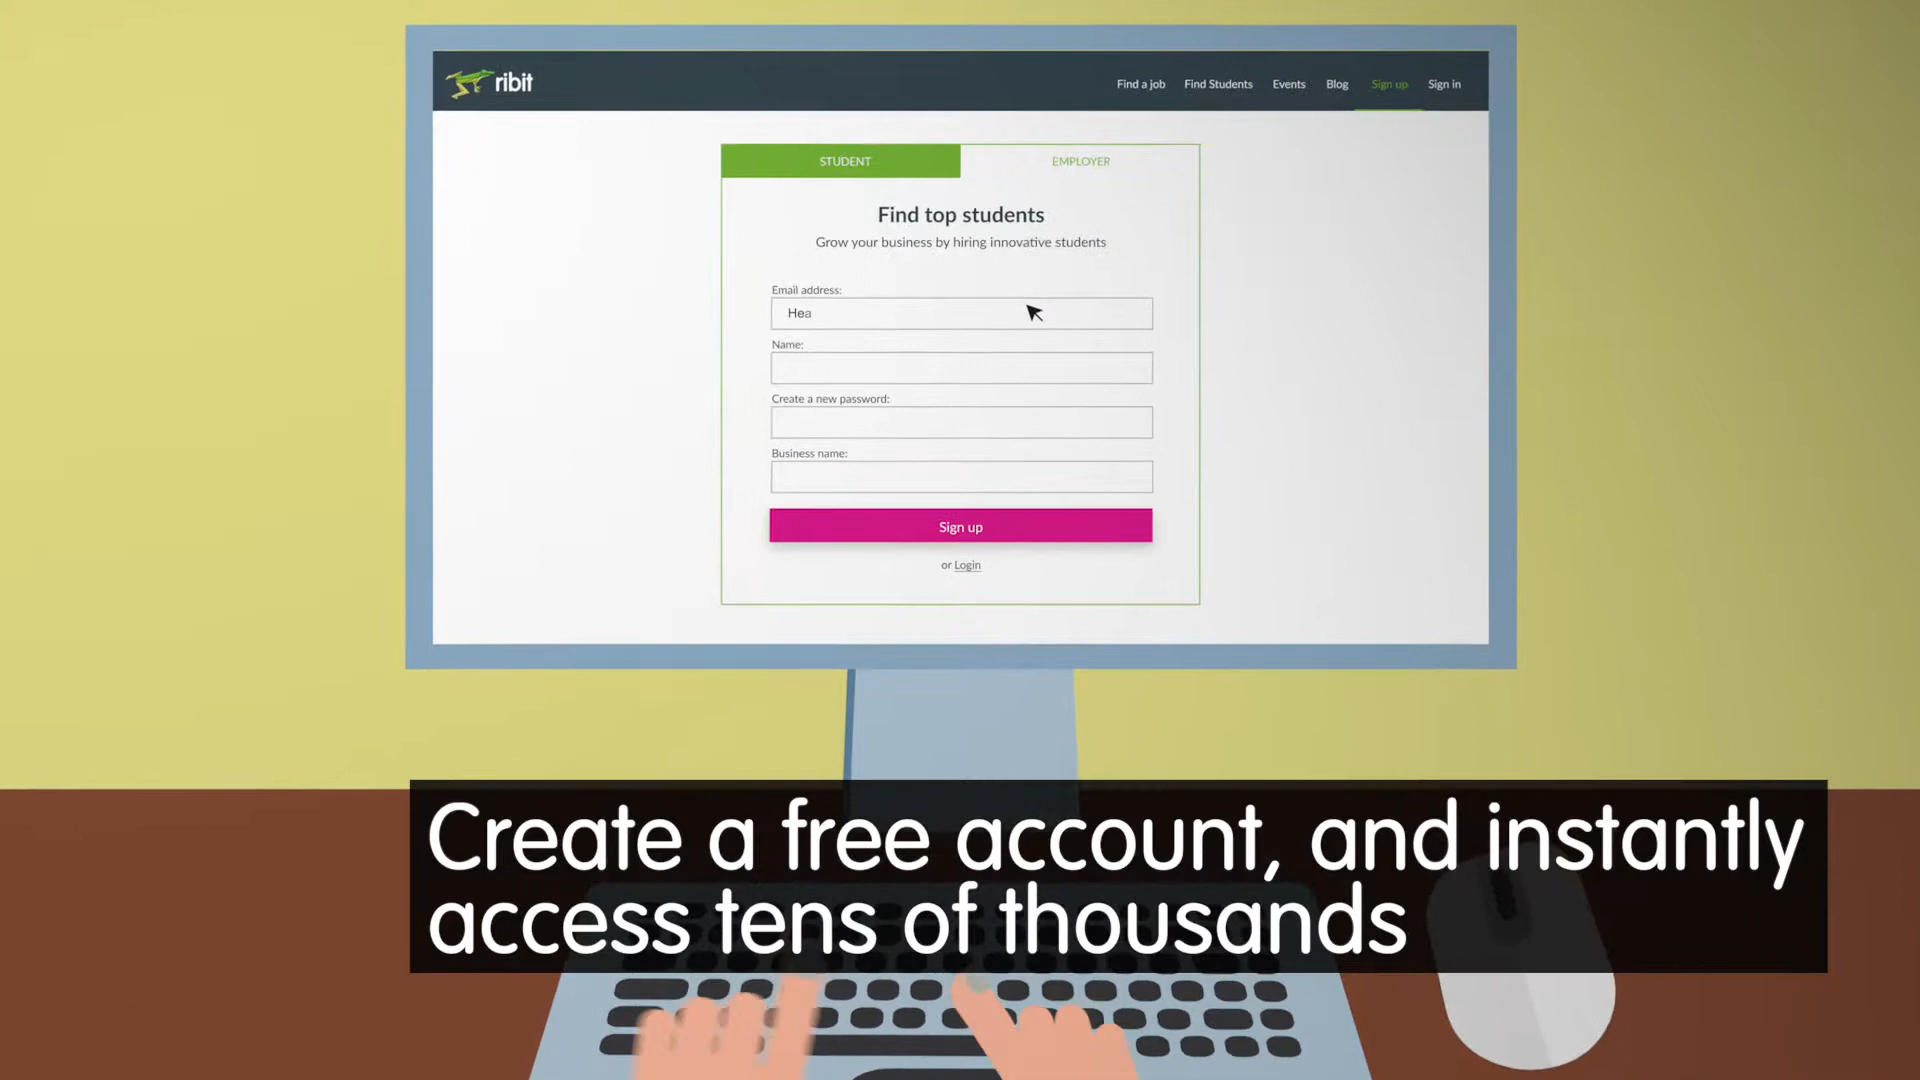 ribit
Find a job Find Students Events Blog Sign up Sign in
STUDENT EMPLOYER
Find top students
Grow your business by hiring innovative students
Email address:
Hea
Name:
Create a new password:
Business name:
Sign up
or Login
Create a free account, and instantly
access tens of thousands